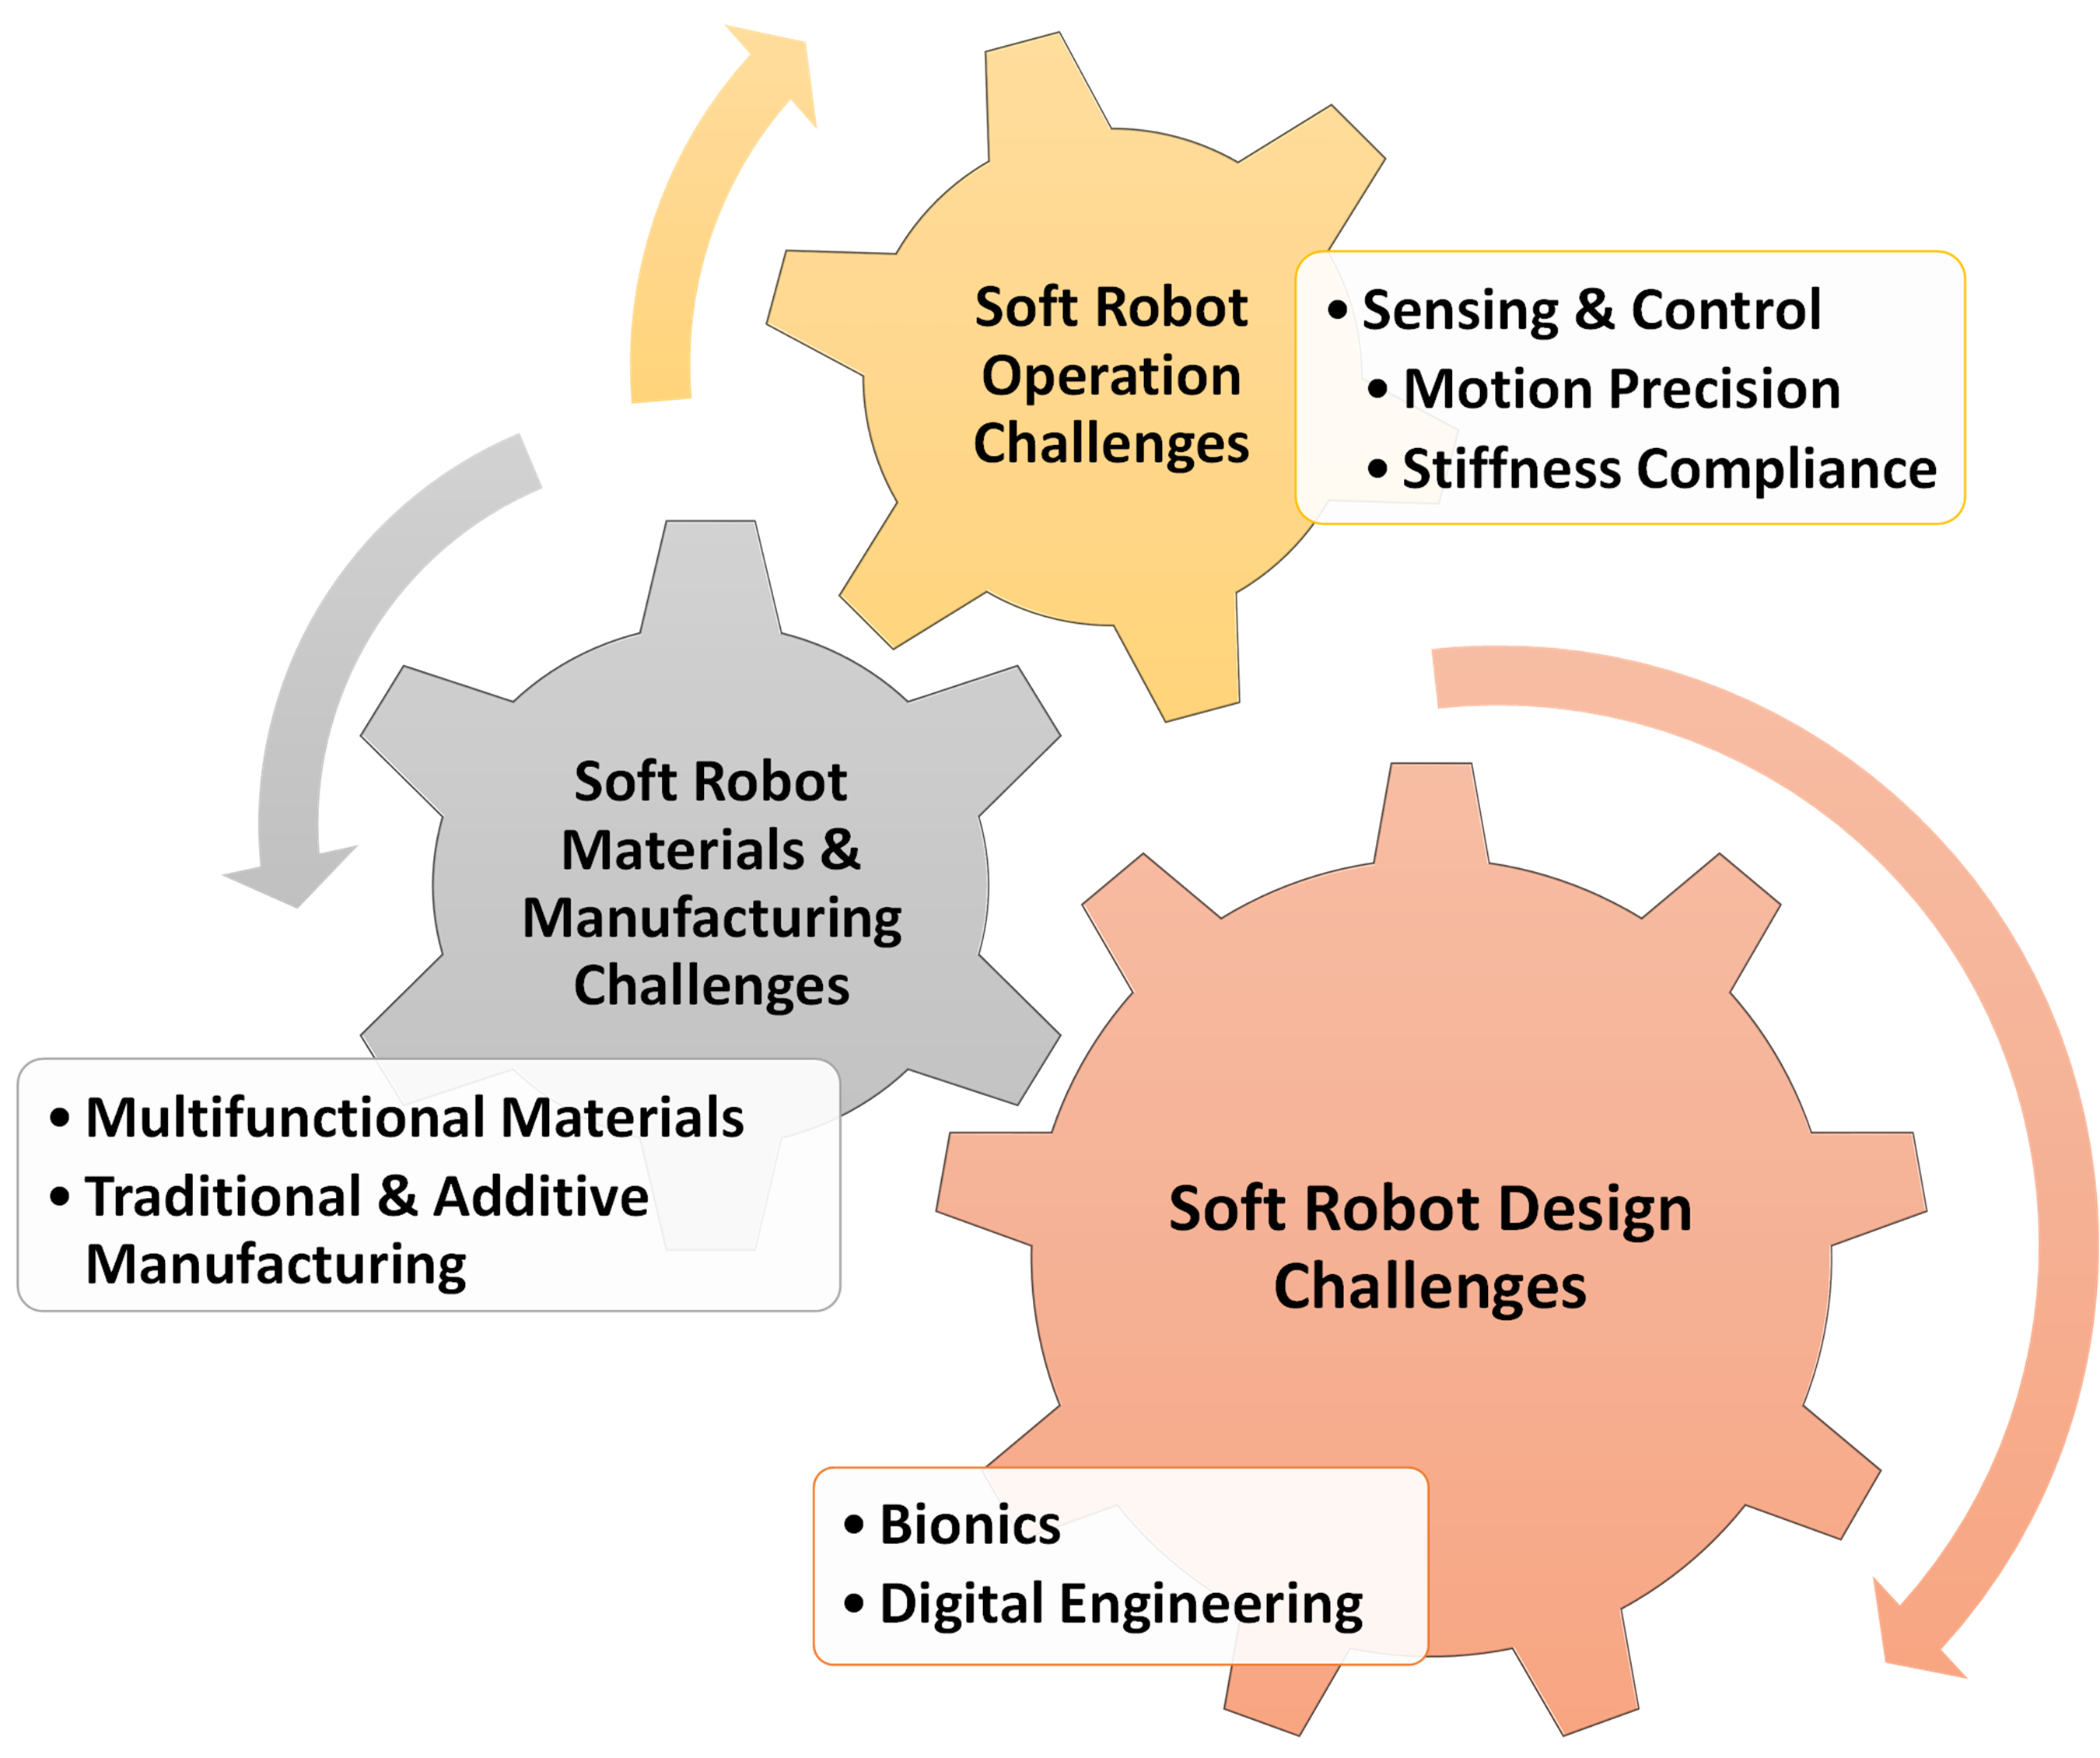 Soft Robot
Operation
Challenges
• Sensing & Control
• Motion Precision
• Stiffness Compliance
Soft Robot
Materials &
Manufacturing
Challenges
• Multifunctional Materials
• Traditional & Additive
Manufacturing
Soft Robot Design
Challenges
• Bionics
• Digital Engineering